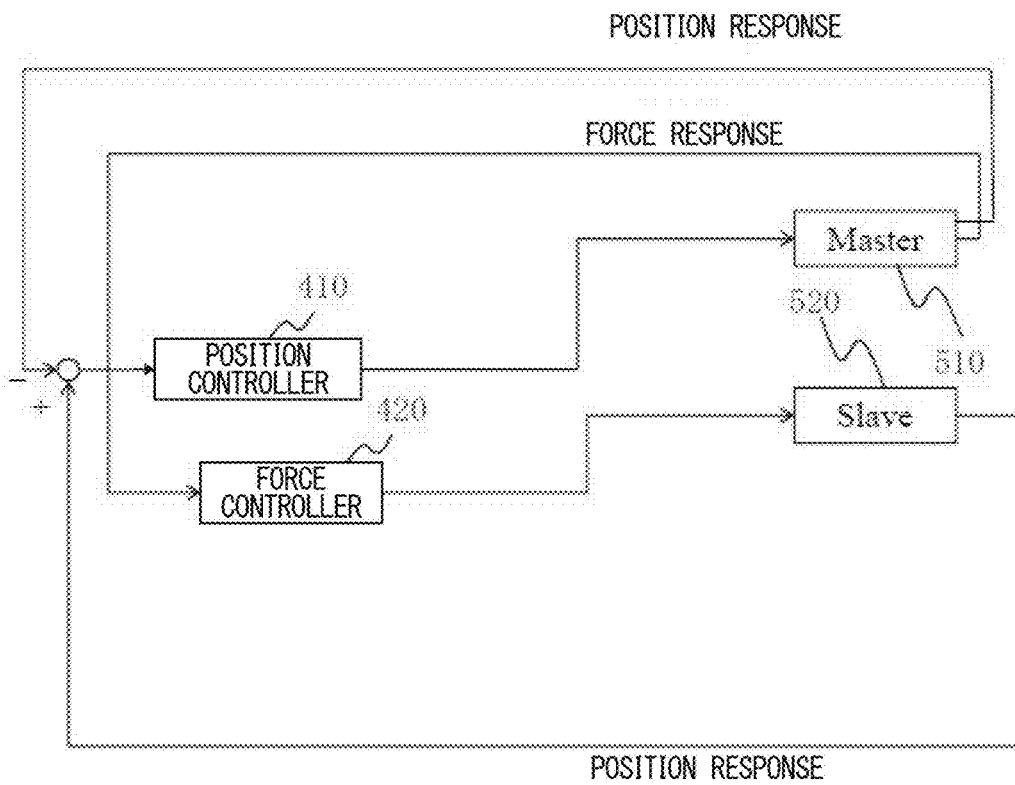 POSITION RESPONSE
FORCE RESPONSE
Master
410
520
POSITION
CONTROLLER
510
−
+
420
Slave
FORCE
CONTROLLER
POSITION RESPONSE